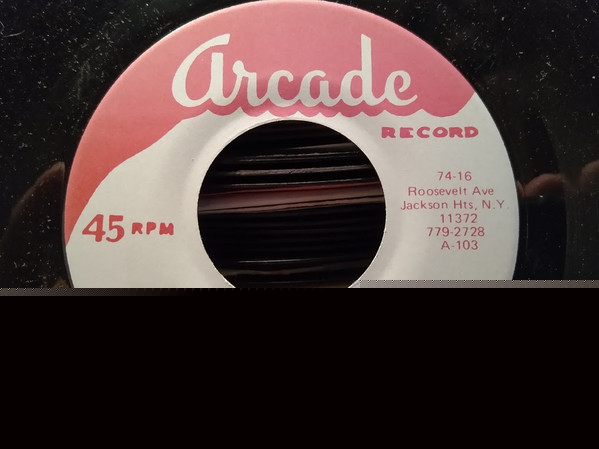 Arcade
RECORD
74-16
Roosevelt Ave
Jackson Hts, N.Y
11372
779-2728
A-103
45 RPM